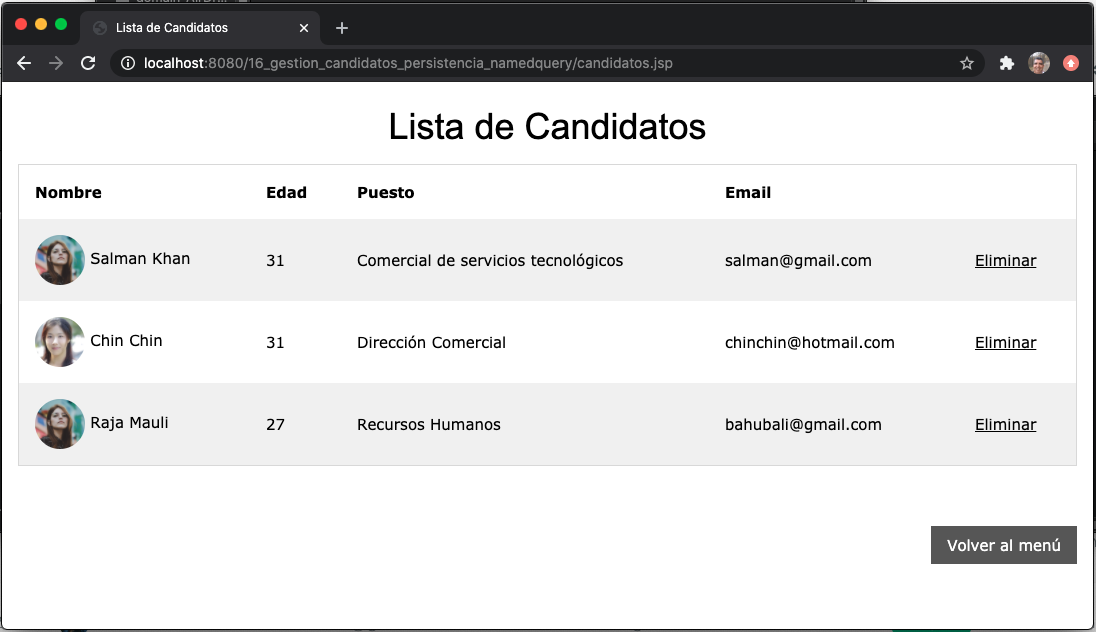 Lista de Candidatos
localhost:8080/16_gestion_candidatos_persistencia_namedquery/candidatos.jsp
Lista de Candidatos
Nombre Edad Puesto Email
Salman Khan 31 Comercial de servicios tecnológicos salman@gmail.com Eliminar
Chin Chin 31 Dirección Comercial chinchin@hotmail.com Eliminar
Raja Mauli 27 Recursos Humanos bahubali@gmail.com Eliminar
Volver al menú